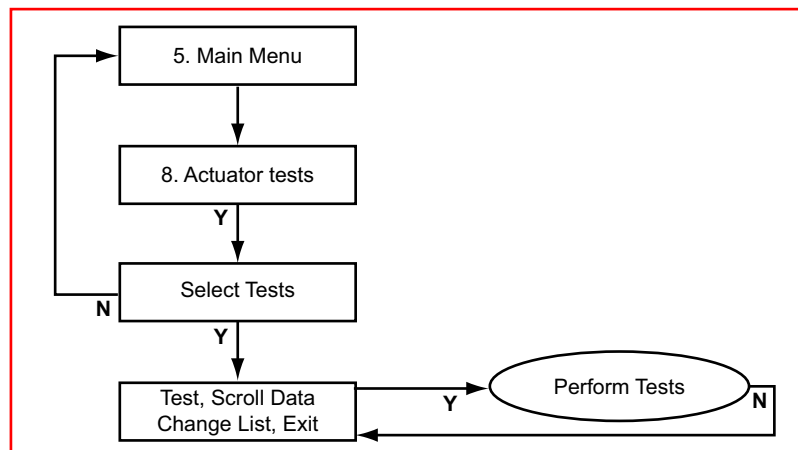 5. Main Menu
8. Actuator tests
Y
Select Tests
N
Y
Test, Scroll Data
Change List, Exit
Y
Perform Tests
N